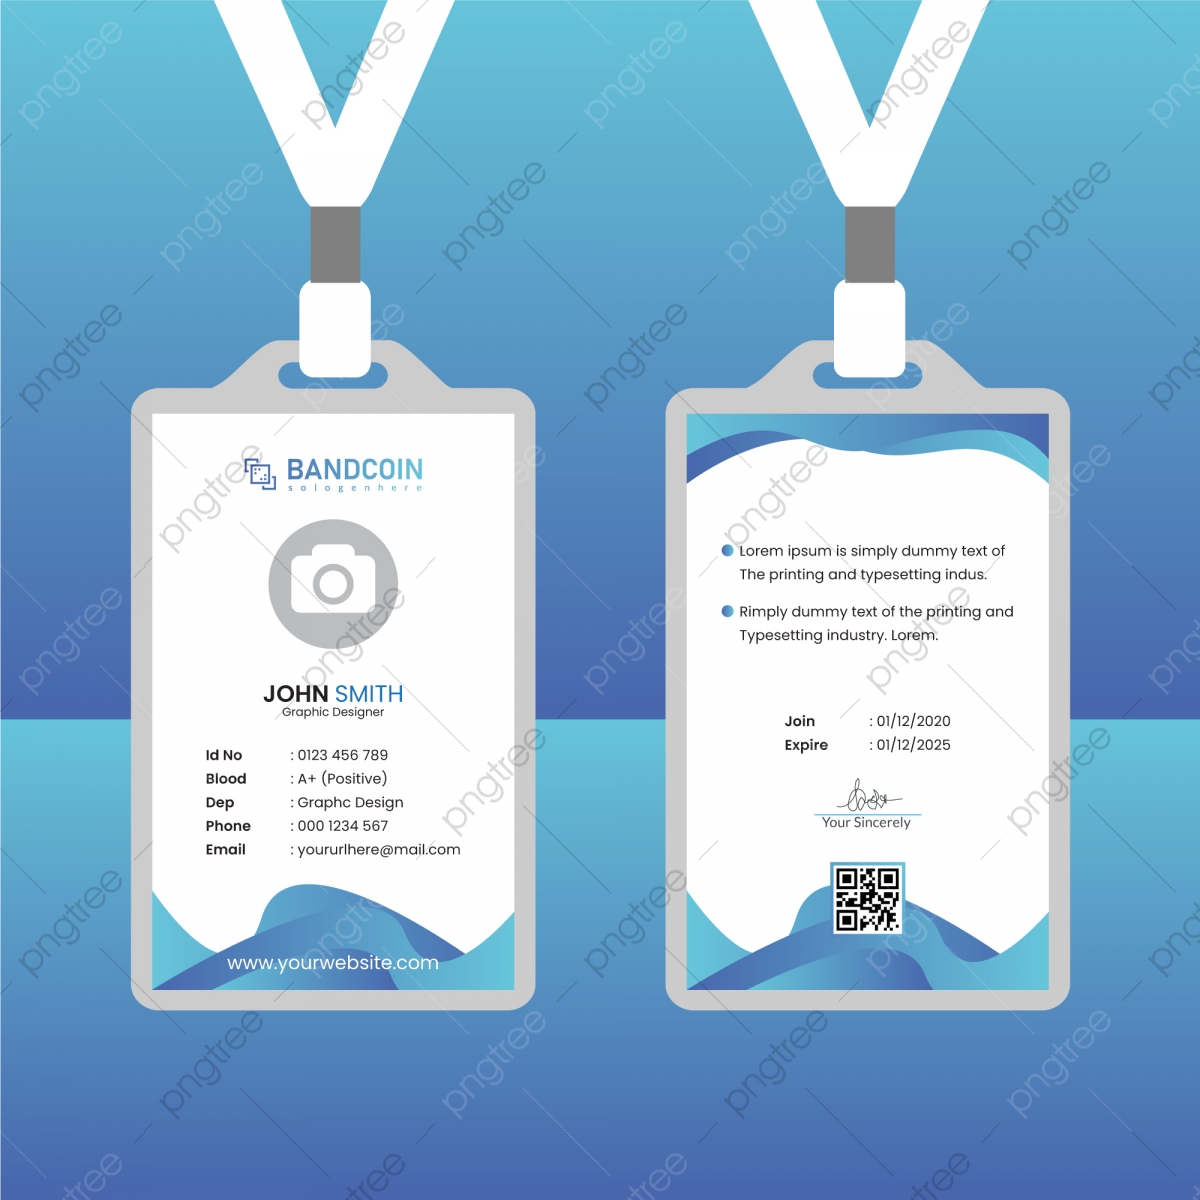 BANDCOIN
sologenhere
JOHN SMITH
Graphic Designer
Id No : 0123 456 789
Blood : A+ (Positive)
Dep : Graphc Design
Phone : 000 1234 567
Email : yoururlhere@mail.com
www.yourwebsite.com
Lorem ipsum is simply dummy text of
The printing and typesetting indus.
Rimply dummy text of the printing and
Typesetting industry. Lorem.
Join : 01/12/2020
Expire : 01/12/2025
Your Sincerely
pngtree